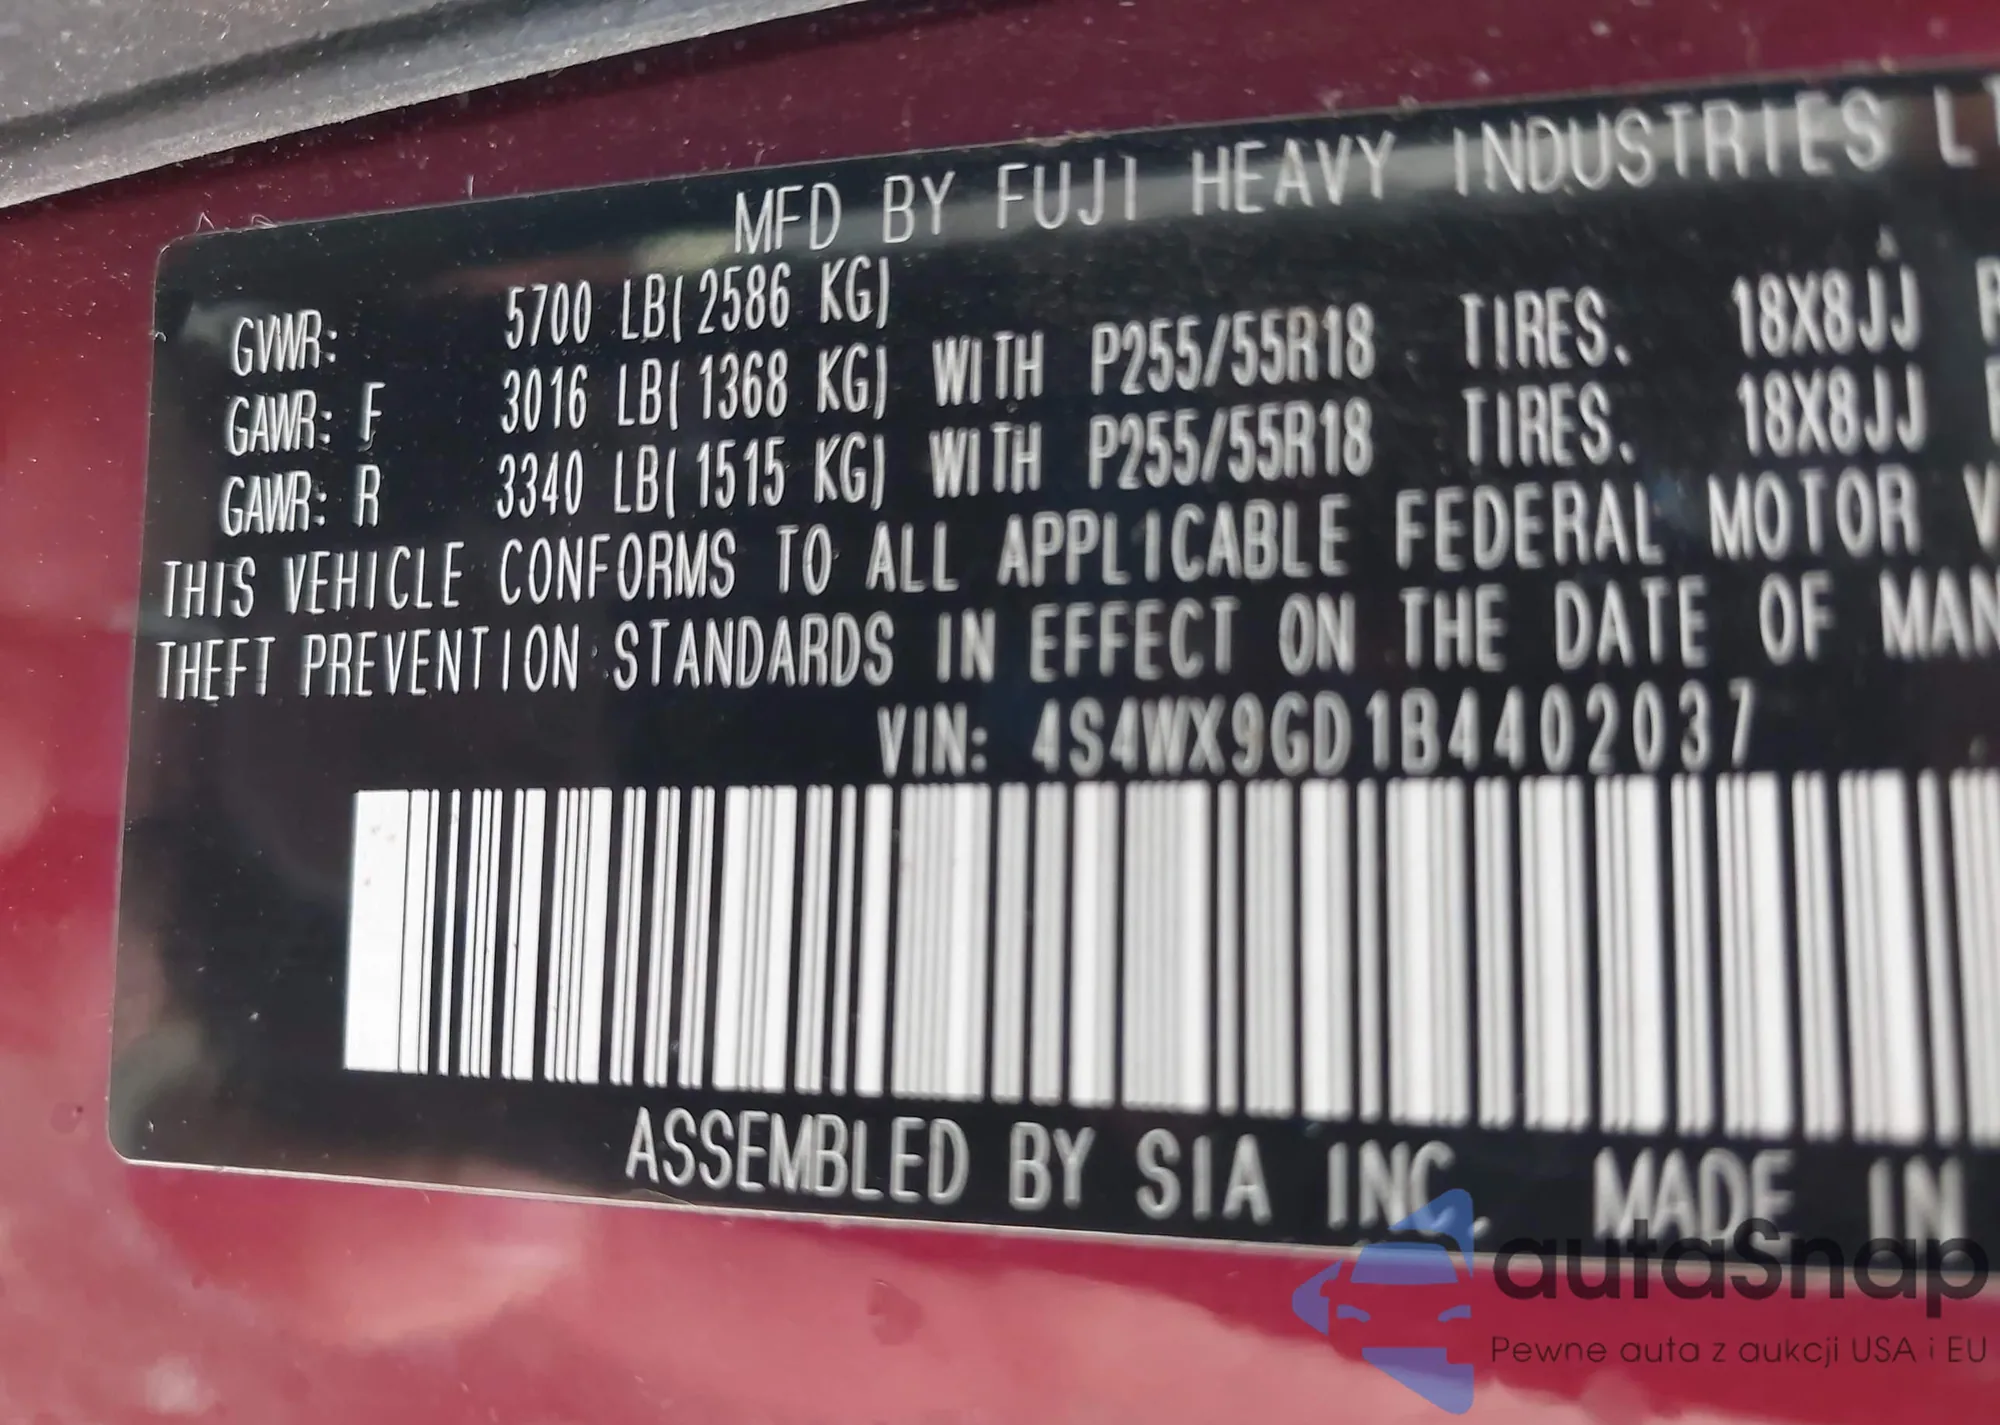 MFD BY FUJI HEAVY INDUSTRIES LT
GVWR: 5700 LB(2586 KG)
GAWR: F 3016 LB(1368 KG) WITH P255/55R18 TIRES. 18X8JJ
GAWR: R 3340 LB(1515 KG) WITH P255/55R18 TIRES. 18X8JJ
THIS VEHICLE CONFORMS TO ALL APPLICABLE FEDERAL MOTOR V
THEFT PREVENTION STANDARDS IN EFFECT ON THE DATE OF MAN
VIN: 4S4WX9GD1B4402037
ASSEMBLED BY SIA INC. MADE IN
autaSnap
Pewne auta z aukcji USA i EU